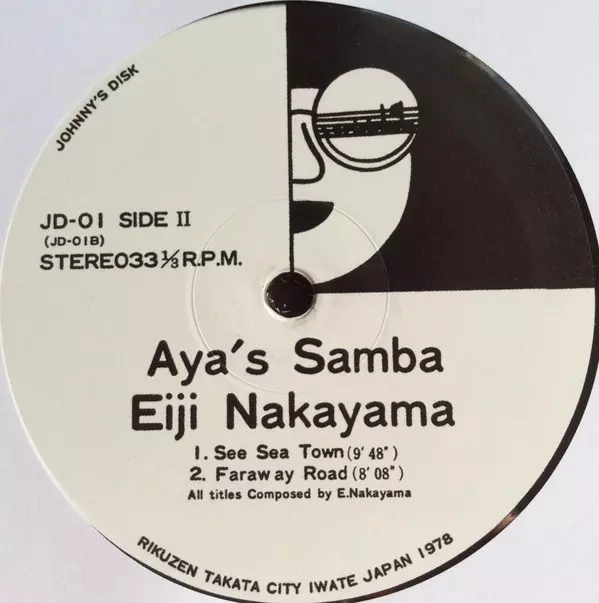 JOHNNY'S DISK
JD-01 SIDE II
(JD-01B)
STEREO33⅓R.P.M.
Aya's Samba
Eiji Nakayama
1. See Sea Town(9′48″)
2. Faraway Road(8′08″)
All titles Composed by E.Nakayama
RIKUZEN TAKATA CITY IWATE JAPAN 1978